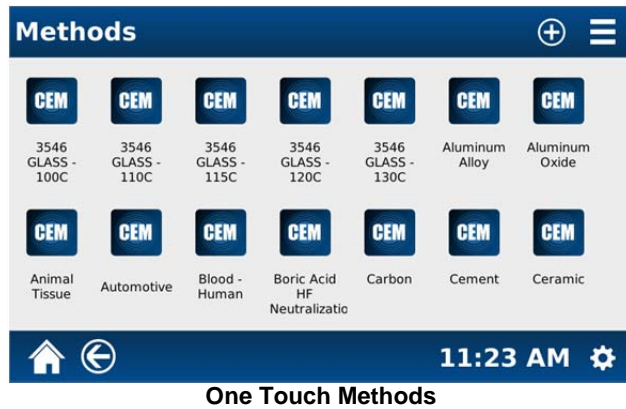 Methods
CEM CEM CEM CEM CEM CEM CEM
3546 GLASS - 100C
3546 GLASS - 110C
3546 GLASS - 115C
3546 GLASS - 120C
3546 GLASS - 130C
Aluminum Alloy
Aluminum Oxide
CEM CEM CEM CEM CEM CEM CEM
Animal Tissue
Automotive
Blood - Human
Boric Acid HF Neutralizatio
Carbon
Cement
Ceramic
11:23 AM
One Touch Methods